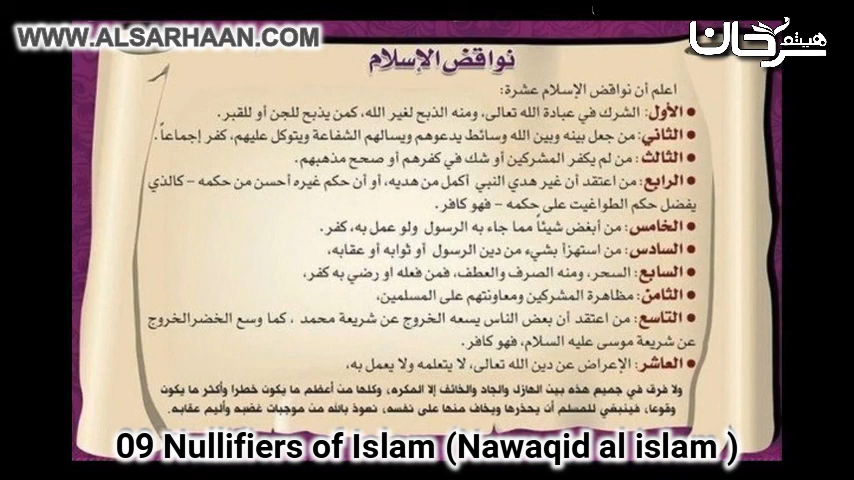 WWW.ALSARHAAN.COM
هيثم سرحان
نواقض الإسلام
اعلم أن نواقض الإسلام عشرة:
● الأول: الشرك في عبادة الله تعالى، ومنه الذبح لغير الله، كمن يذبح للجن أو للقبر.
● الثاني: من جعل بينه وبين الله وسائط يدعوهم ويسالهم الشفاعة ويتوكل عليهم، كفر إجماعاً.
● الثالث: من لم يكفر المشركين أو شك في كفرهم أو صحح مذهبهم.
● الرابع: من اعتقد أن غير هدي النبي أكمل من هديه، أو أن حكم غيره أحسن من حكمه – كالذي
يفضل حكم الطواغيت على حكمه – فهو كافر.
● الخامس: من أبغض شيئاً مما جاء به الرسول ولو عمل به، كفر.
● السادس: من استهزأ بشيء من دين الرسول أو ثوابه أو عقابه،
● السابع: السحر، ومنه الصرف والعطف، فمن فعله او رضي به كفر،
● الثامن: مظاهرة المشركين ومعاونتهم على المسلمين،
● التاسع: من اعتقد أن بعض الناس يسعه الخروج عن شريعة محمد ، كما وسع الخضرالخروج
عن شريعة موسى عليه السلام، فهو كافر.
● العاشر: الإعراض عن دين الله تعالى، لا يتعلمه ولا يعمل به،
ولا فرق في جميع هذه بين الهازل والجاد والخائف إلا المكره، وكلها من أعظم ما يكون خطرا وأكثر ما يكون
وقوعا، فينبغي للمسلم أن يحذرها ويخاف منها على نفسه، نعوذ بالله من موجبات غضبه وأليم عقابه.
09 Nullifiers of Islam (Nawaqid al islam )